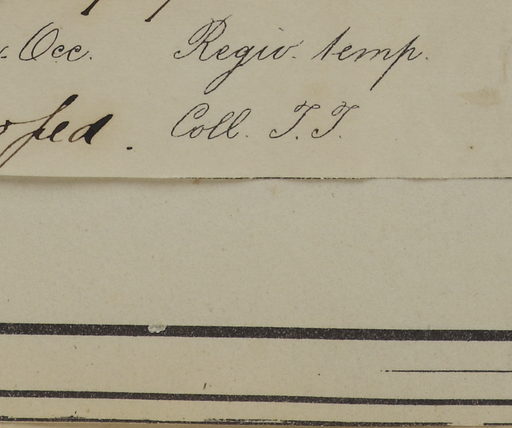 Occ. Regio. temp.
Coll. T. T.